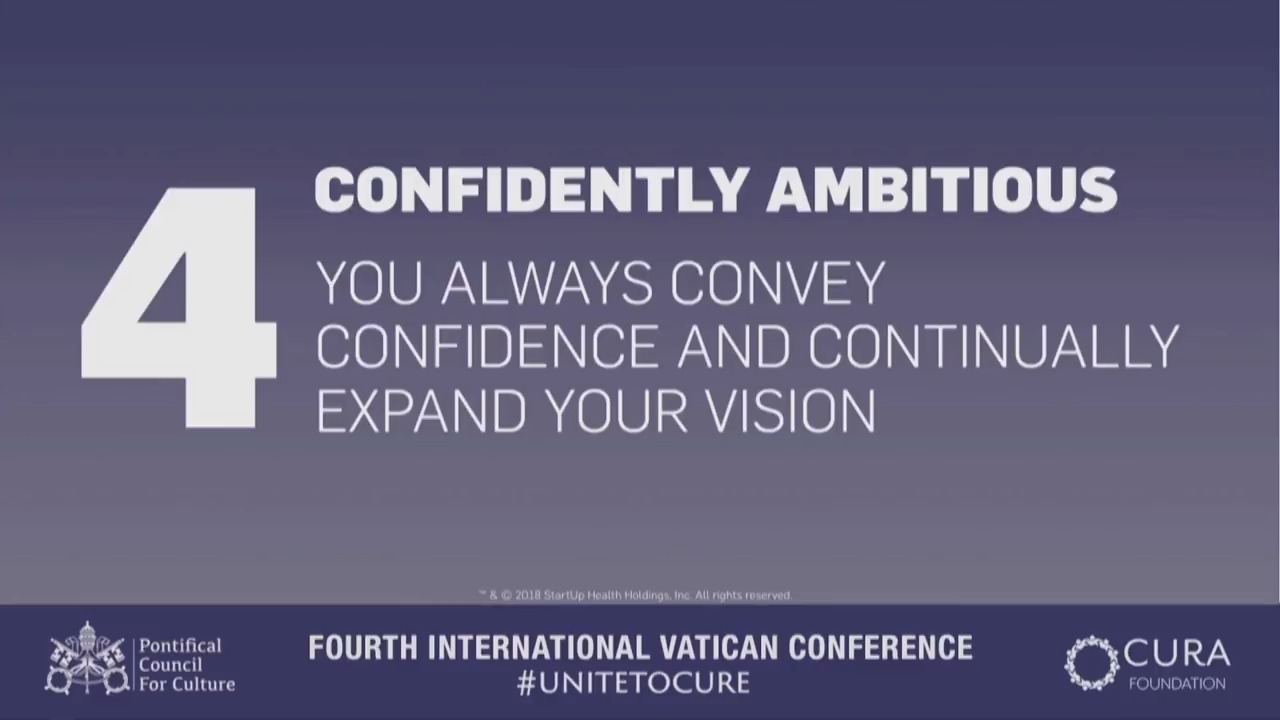 4
CONFIDENTLY AMBITIOUS
YOU ALWAYS CONVEY
CONFIDENCE AND CONTINUALLY
EXPAND YOUR VISION
™ & © 2018 StartUp Health Holdings, Inc. All rights reserved.
Pontifical
Council
For Culture
FOURTH INTERNATIONAL VATICAN CONFERENCE
#UNITETOCURE
CURA
FOUNDATION